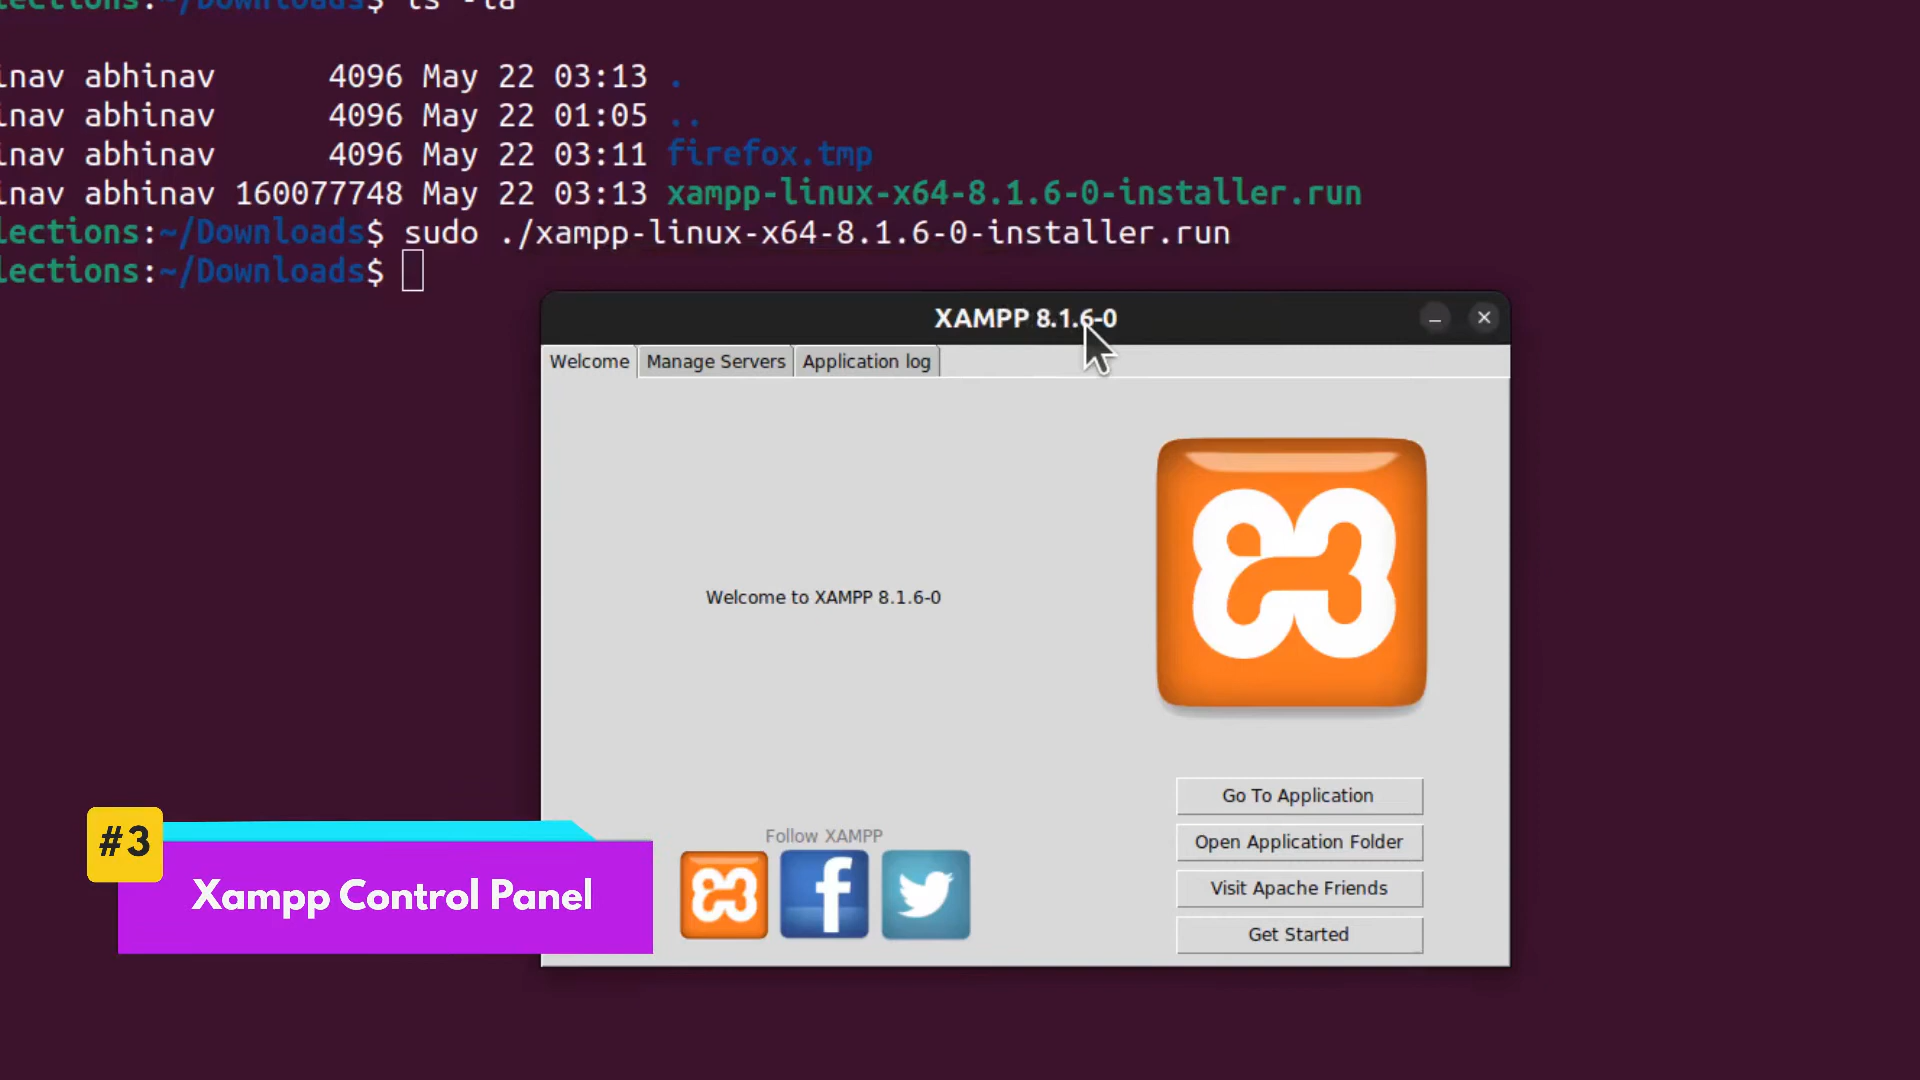 lections:~/Downloads$ ls -la
inav abhinav 4096 May 22 03:13 .
inav abhinav 4096 May 22 01:05 ..
inav abhinav 4096 May 22 03:11 firefox.tmp
inav abhinav 160077748 May 22 03:13 xampp-linux-x64-8.1.6-0-installer.run
lections:~/Downloads$ sudo ./xampp-linux-x64-8.1.6-0-installer.run
lections:~/Downloads$
XAMPP 8.1.6-0
Welcome Manage Servers Application log
Welcome to XAMPP 8.1.6-0
Go To Application
Open Application Folder
Visit Apache Friends
Get Started
Follow XAMPP
#3
Xampp Control Panel